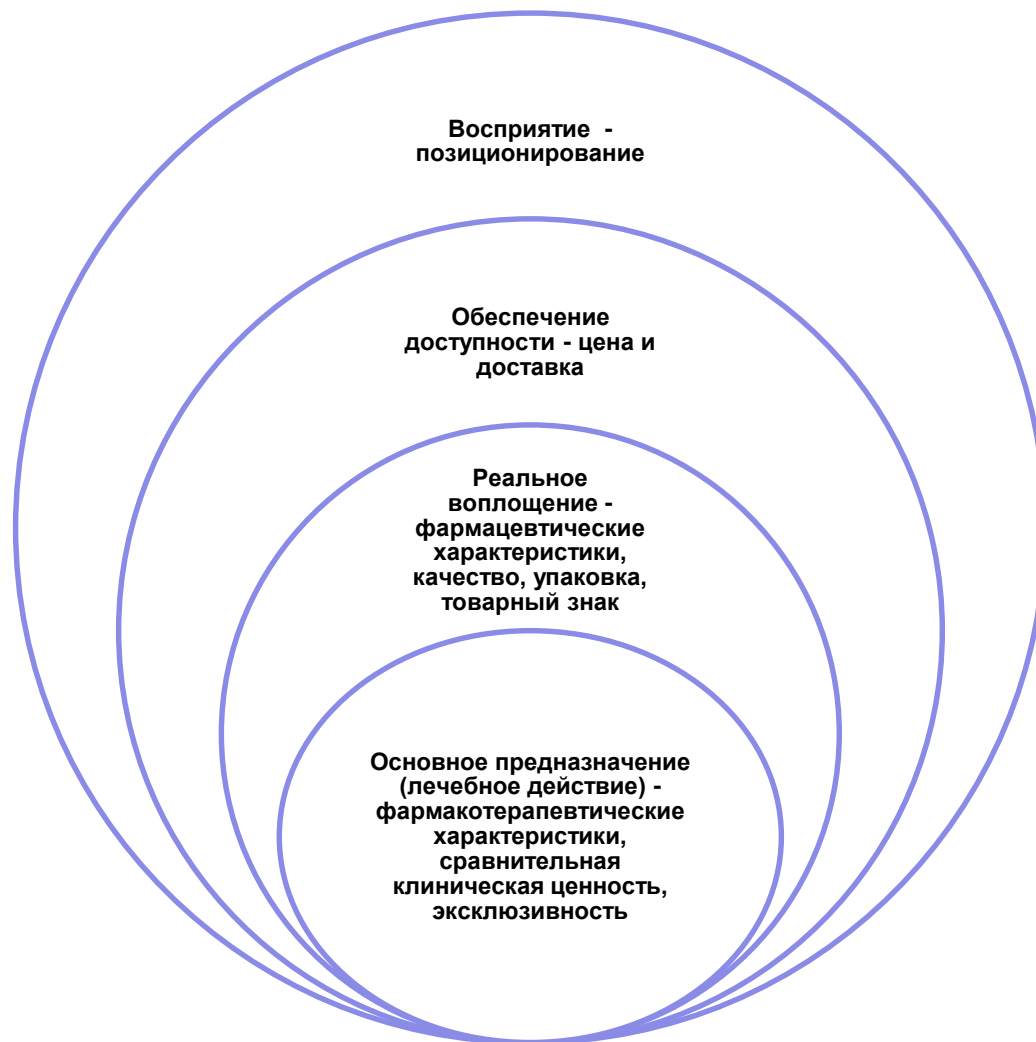 Восприятие -
позиционирование
Обеспечение
доступности - цена и
доставка
Реальное
воплощение -
фармацевтические
характеристики,
качество, упаковка,
товарный знак
Основное предназначение
(лечебное действие) -
фармакотерапевтические
характеристики,
сравнительная
клиническая ценность,
эксклюзивность